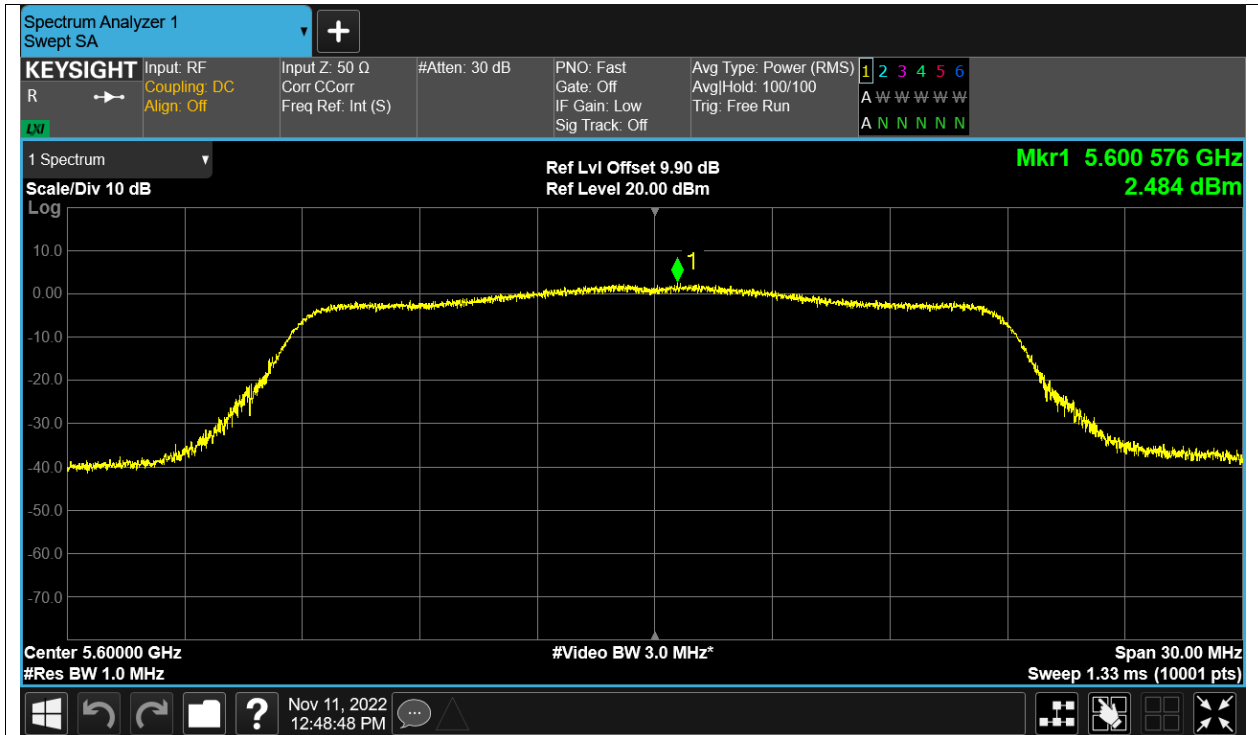 Spectrum Analyzer 1
Swept SA
KEYSIGHT
R
LXI
Input: RF
Coupling: DC
Align: Off
Input Z: 50 Ω
Corr CCorr
Freq Ref: Int (S)
#Atten: 30 dB
PNO: Fast
Gate: Off
IF Gain: Low
Sig Track: Off
Avg Type: Power (RMS)
Avg|Hold: 100/100
Trig: Free Run
1 2 3 4 5 6
A W W W W W
A N N N N N
1 Spectrum
Scale/Div 10 dB
Log
Ref Lvl Offset 9.90 dB
Ref Level 20.00 dBm
Mkr1 5.600 576 GHz
2.484 dBm
1
10.0
0.00
-10.0
-20.0
-30.0
-40.0
-50.0
-60.0
-70.0
Center 5.60000 GHz
#Res BW 1.0 MHz
#Video BW 3.0 MHz*
Span 30.00 MHz
Sweep 1.33 ms (10001 pts)
?
Nov 11, 2022
12:48:48 PM